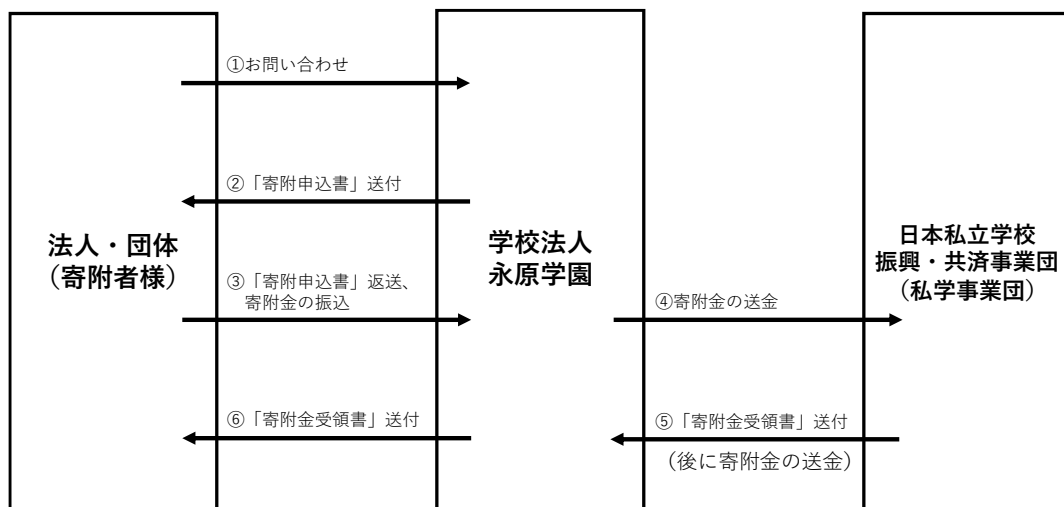 ①お問い合わせ
②「寄附申込書」送付
法人・団体
（寄附者様）
③「寄附申込書」返送、
寄附金の振込
⑥「寄附金受領書」送付
学校法人
永原学園
④寄附金の送金
⑤「寄附金受領書」送付
（後に寄附金の送金）
日本私立学校
振興・共済事業団
（私学事業団）